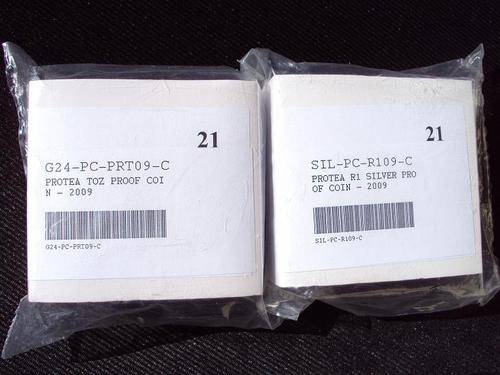 21
G24-PC-PRT09-C
PROTEA TOZ PROOF COI
N - 2009
G24-PC-PRT09-C
21
SIL-PC-R109-C
PROTEA R1 SILVER PRO
OF COIN - 2009
SIL-PC-R109-C